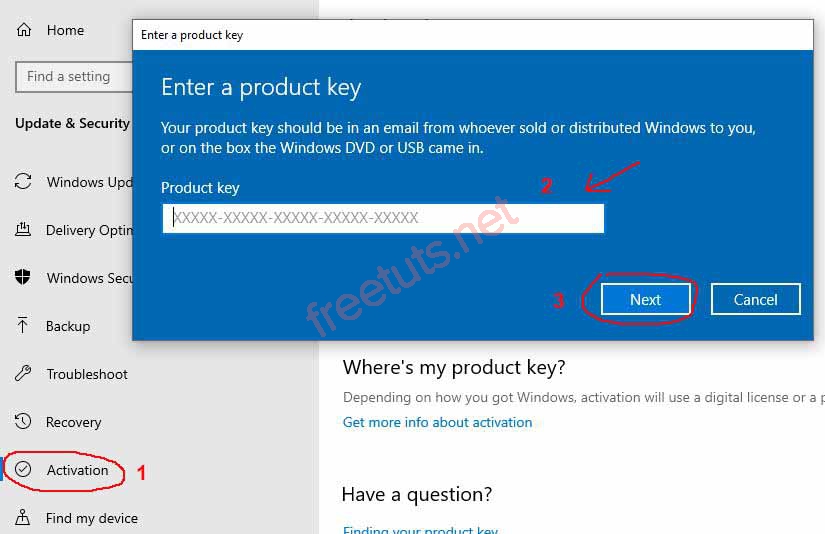 Home
Find a setting
Update & Security
Windows Upd
Delivery Optin
Windows Secu
Backup
Troubleshoot
Recovery
Activation
1
Find my device
Enter a product key
Enter a product key
Your product key should be in an email from whoever sold or distributed Windows to you,
or on the box the Windows DVD or USB came in.
Product key
2
XXXXX-XXXXX-XXXXX-XXXXX-XXXXX
3
Next
Cancel
freetuts.net
Where's my product key?
Depending on how you got Windows, activation will use a digital license or a p
Get more info about activation
Have a question?
Finding your product key